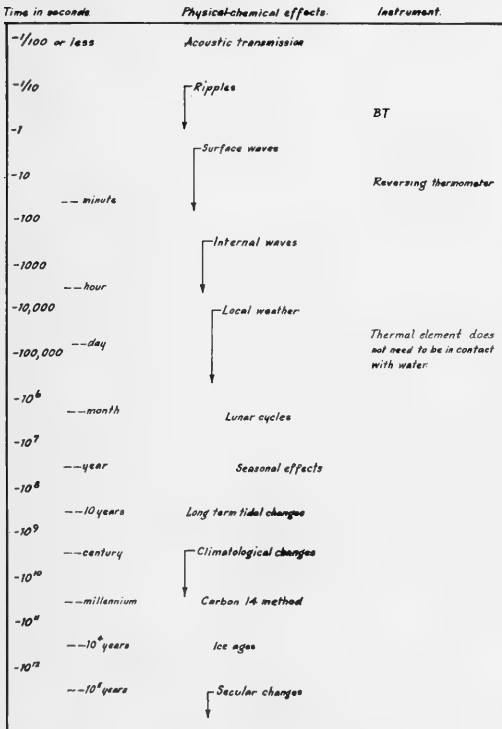 Time in seconds. Physical-chemical effects. Instrument.
-1/100 or less Acoustic transmission
-1/10 Ripples
BT
-1
Surface waves
-10 Reversing thermometer
---minute
-100
Internal waves
-1000
---hour
-10,000 Local weather
Thermal element does
---day not need to be in contact
-100,000 with water
-10⁶
---month Lunar cycles
-10⁷
---year Seasonal effects
-10⁸
---10 years Long term tidal changes
-10⁹
---century Climatological changes
-10¹⁰
---millennium Carbon 14 method
-10¹¹
---10⁴ years Ice ages
-10¹²
---10⁵ years Secular changes